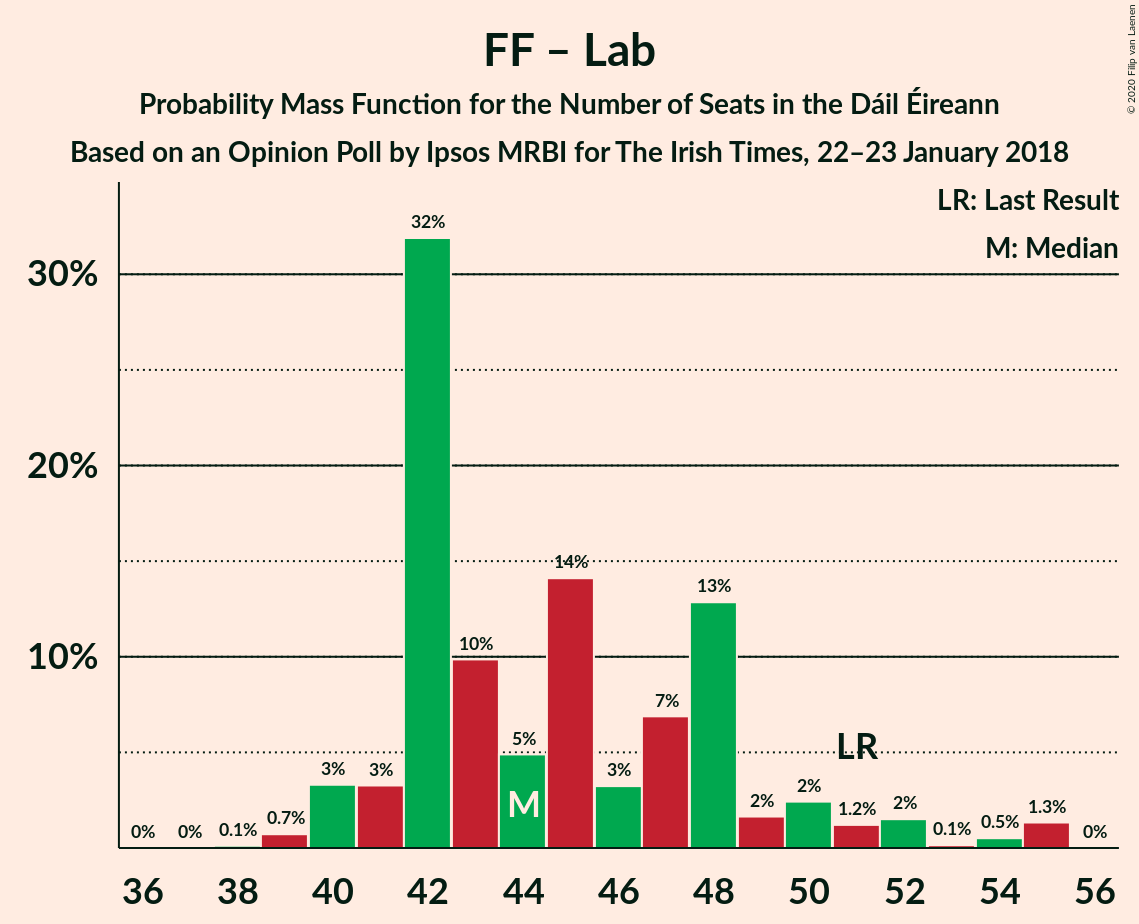 FF – Lab
Probability Mass Function for the Number of Seats in the Dáil Éireann
Based on an Opinion Poll by Ipsos MRBI for The Irish Times, 22–23 January 2018
© 2020 Filip van Laenen
LR: Last Result
M: Median
30%
20%
10%
0%
0%
0.1%
0.7%
3%
3%
32%
10%
5%
14%
3%
7%
13%
2%
2%
1.2%
2%
0.1%
0.5%
1.3%
0%
M
LR
36 38 40 42 44 46 48 50 52 54 56